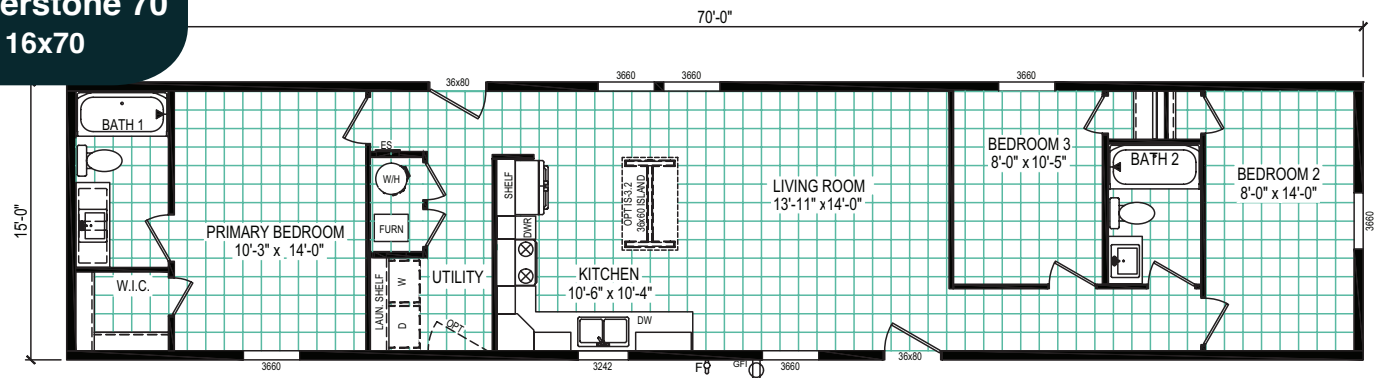 erstone 70
16x70
70'-0"
15'-0"
36x80
3660
3660
3660
BATH 1
ES
W/H
FURN
SHELF
DWR
OPT IS-3.2
36x60 ISLAND
LIVING ROOM
13'-11" x14'-0"
BEDROOM 3
8'-0" x 10'-5"
BATH 2
BEDROOM 2
8'-0" x 14'-0"
3660
PRIMARY BEDROOM
10'-3" x 14'-0"
W.I.C.
LAUN. SHELF
W
D
UTILITY
OPT
KITCHEN
10'-6" x 10'-4"
DW
3660
3242
F
GFI
3660
36x80